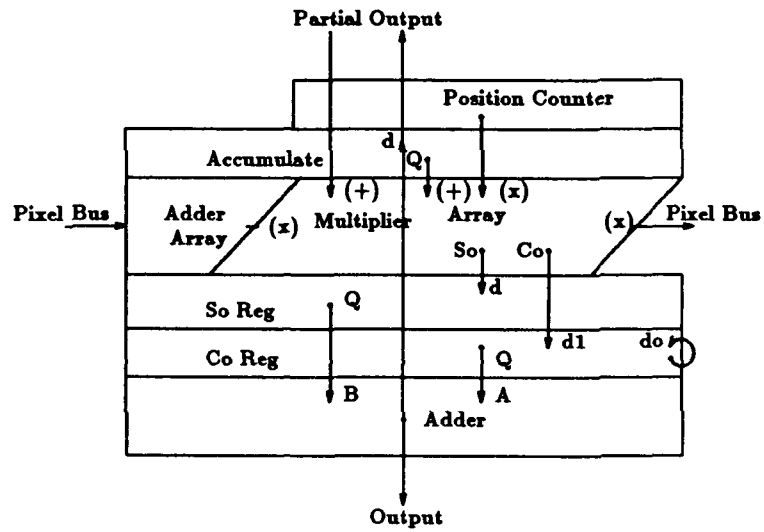 Partial Output
Position Counter
d
Accumulate
Q
(+)
(+)
(x)
Pixel Bus
Adder
Array
(x)
Multiplier
Array
(x)
Pixel Bus
So
Co
d
So Reg
Q
Co Reg
Q
d1
do
B
A
Adder
Output